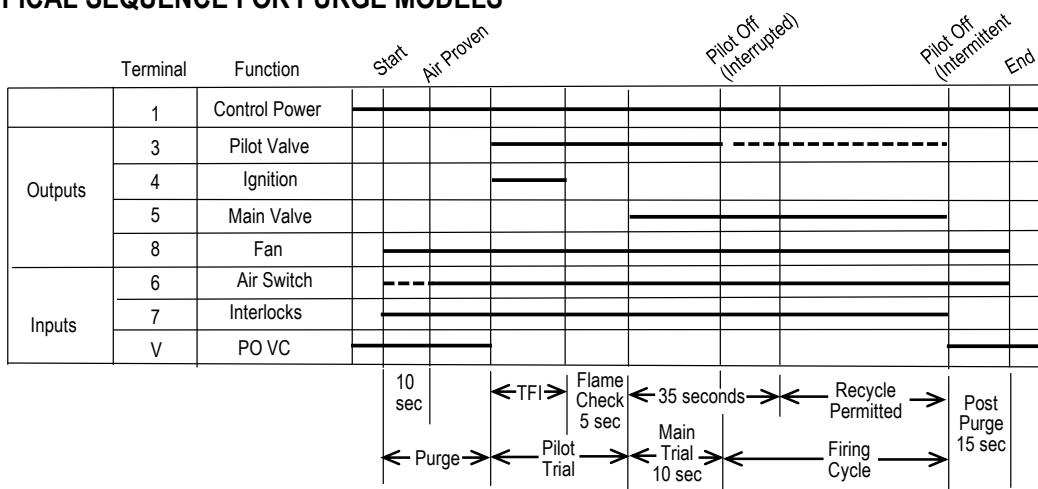 PICAL SEQUENCE FOR PURGE MODELS
Terminal Function Start Air Proven Pilot Off (Interrupted) Pilot Off (Intermittent End
1 Control Power
Outputs
3 Pilot Valve
4 Ignition
5 Main Valve
8 Fan
Inputs
6 Air Switch
7 Interlocks
V PO VC
10 sec
TFI
Flame Check 5 sec
35 seconds
Recycle Permitted
Post Purge 15 sec
Purge
Pilot Trial
Main Trial 10 sec
Firing Cycle